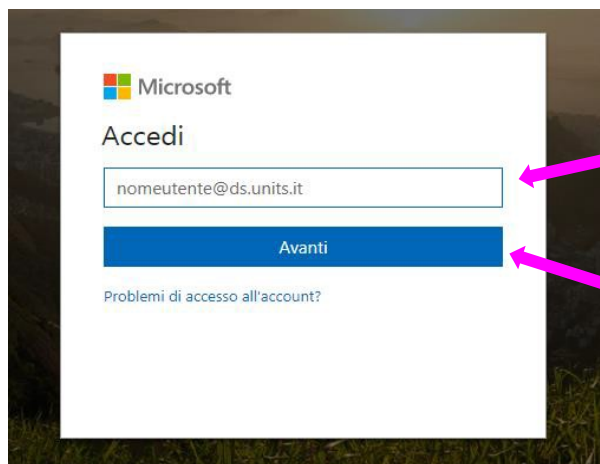 Microsoft
Accedi
nomeutente@ds.units.it
Avanti
Problemi di accesso all'account?